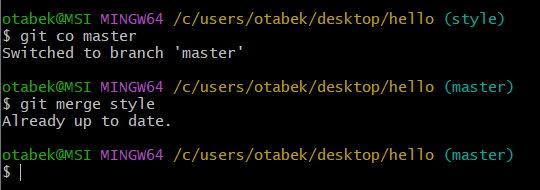 otabek@MSI MINGW64 /c/users/otabek/desktop/hello (style)
$ git co master
Switched to branch 'master'
otabek@MSI MINGW64 /c/users/otabek/desktop/hello (master)
$ git merge style
Already up to date.
otabek@MSI MINGW64 /c/users/otabek/desktop/hello (master)
$